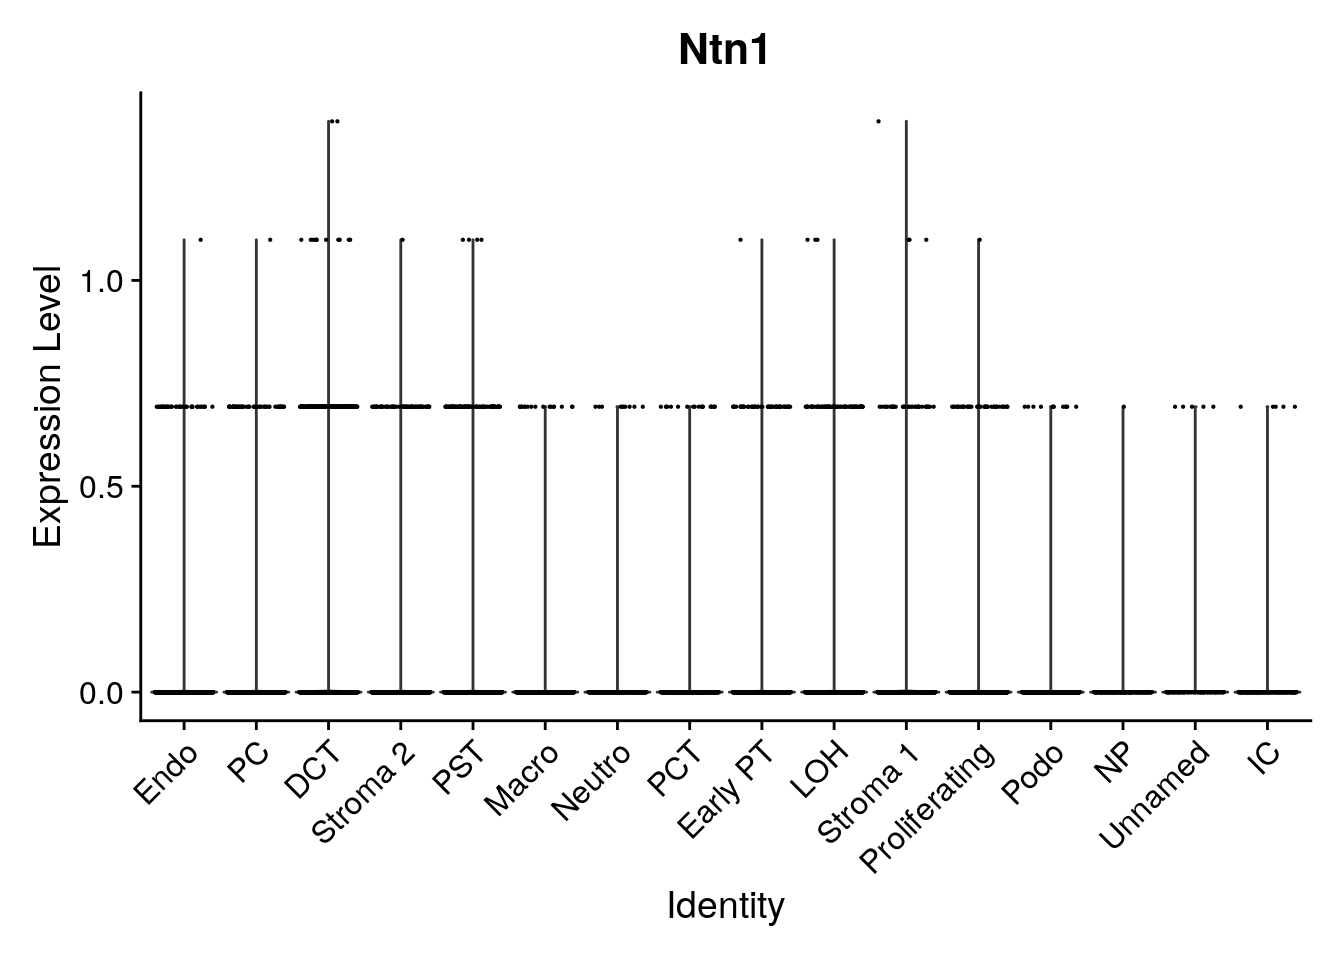 Ntn1
Expression Level
1.0
0.5
0.0
Endo
PC
DCT
Stroma 2
PST
Macro
Neutro
PCT
Early PT
LOH
Stroma 1
Proliferating
Podo
NP
Unnamed
IC
Identity